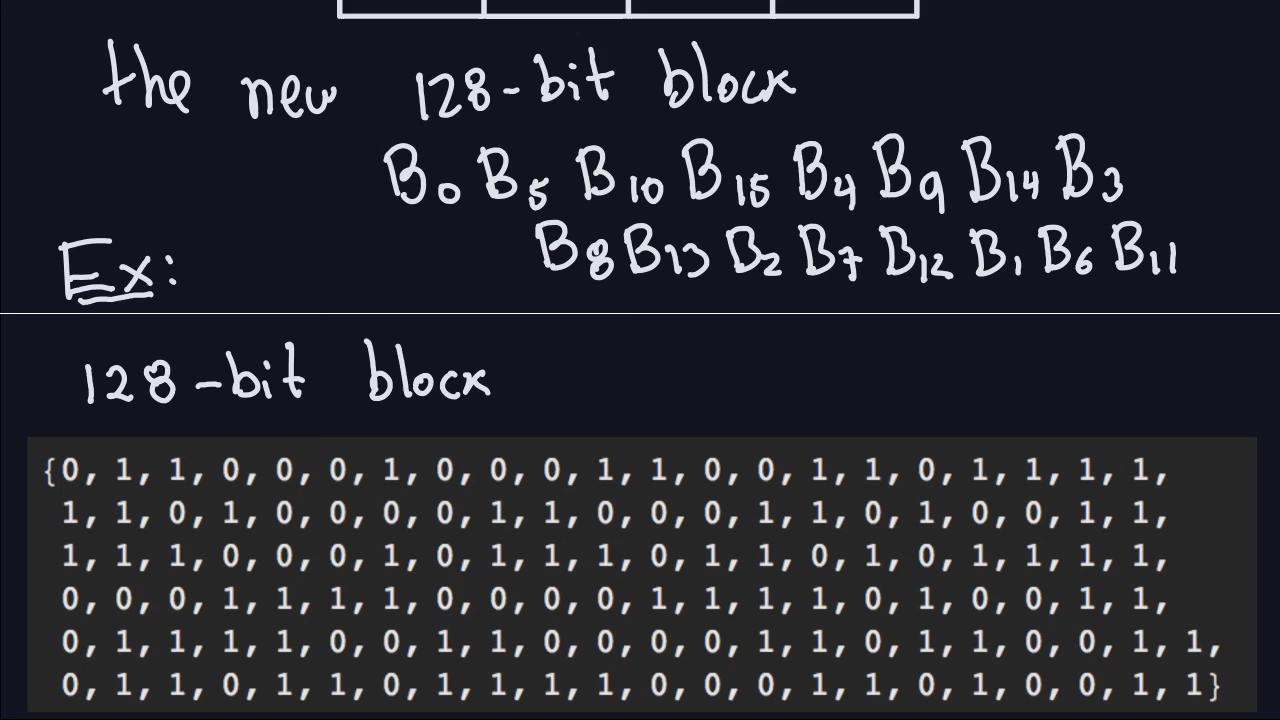 the new 128-bit block
B0 B5 B10 B15 B4 B9 B14 B3
B8 B13 B2 B7 B12 B1 B6 B11
Ex:
128-bit block
{0, 1, 1, 0, 0, 0, 1, 0, 0, 0, 1, 1, 0, 0, 1, 1, 0, 1, 1, 1, 1,
1, 1, 0, 1, 0, 0, 0, 0, 1, 1, 0, 0, 0, 1, 1, 0, 1, 0, 0, 1, 1,
1, 1, 1, 0, 0, 0, 1, 0, 1, 1, 1, 0, 1, 1, 0, 1, 0, 1, 1, 1, 1,
0, 0, 0, 1, 1, 1, 1, 0, 0, 0, 0, 1, 1, 1, 1, 0, 1, 0, 0, 1, 1,
0, 1, 1, 1, 1, 0, 0, 1, 1, 0, 0, 0, 0, 1, 1, 0, 1, 1, 0, 0, 1, 1,
0, 1, 1, 0, 1, 1, 0, 1, 1, 1, 1, 0, 0, 0, 1, 1, 0, 1, 0, 0, 1, 1}